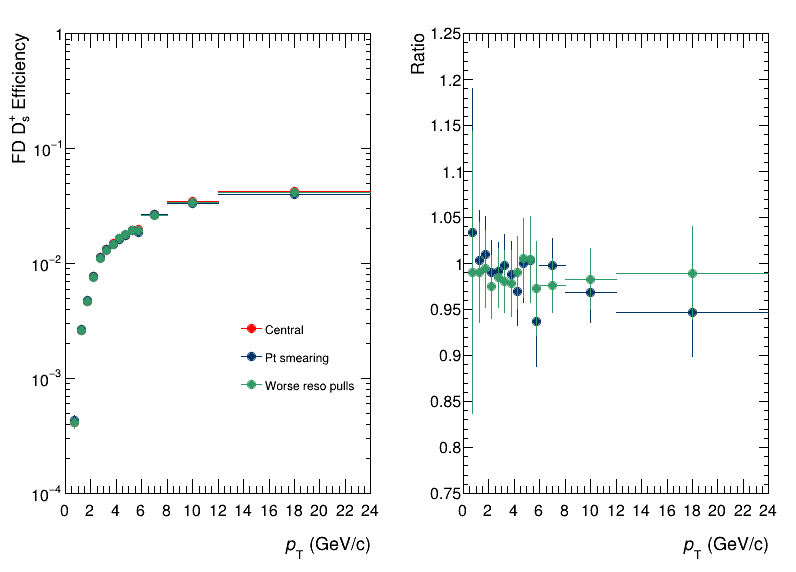 FD D_s^+ Efficiency
1
10^−1
10^−2
10^−3
10^−4
Central
Pt smearing
Worse reso pulls
0 2 4 6 8 10 12 14 16 18 20 22 24
p_T (GeV/c)
Ratio
1.25
1.2
1.15
1.1
1.05
1
0.95
0.9
0.85
0.8
0.75
0 2 4 6 8 10 12 14 16 18 20 22 24
p_T (GeV/c)